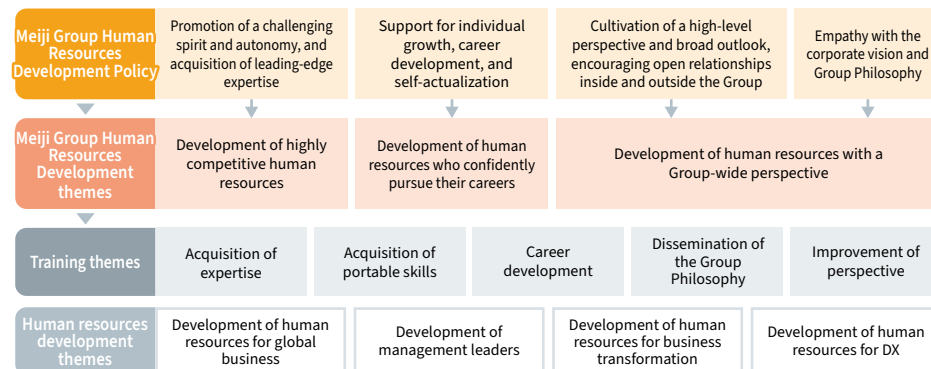 Meiji Group Human
Resources
Development Policy
Promotion of a challenging
spirit and autonomy, and
acquisition of leading-edge
expertise
Support for individual
growth, career
development, and
self-actualization
Cultivation of a high-level
perspective and broad outlook,
encouraging open relationships
inside and outside the Group
Empathy with the
corporate vision and
Group Philosophy
Meiji Group Human
Resources
Development
themes
Development of highly
competitive human
resources
Development of human
resources who confidently
pursue their careers
Development of human resources with a
Group-wide perspective
Training themes
Acquisition of
expertise
Acquisition of
portable skills
Career
development
Dissemination of
the Group
Philosophy
Improvement of
perspective
Human resources
development
themes
Development of human
resources for global
business
Development of
management leaders
Development of human
resources for business
transformation
Development of human
resources for DX